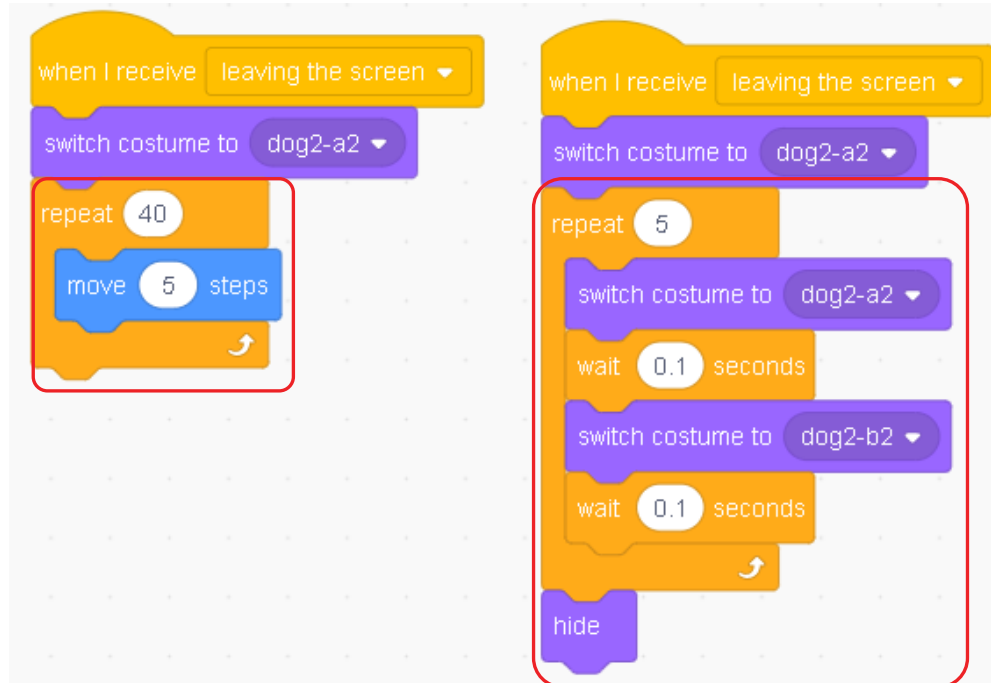 when I receive leaving the screen
switch costume to dog2-a2
repeat 40
move 5 steps
when I receive leaving the screen
switch costume to dog2-a2
repeat 5
switch costume to dog2-a2
wait 0.1 seconds
switch costume to dog2-b2
wait 0.1 seconds
hide